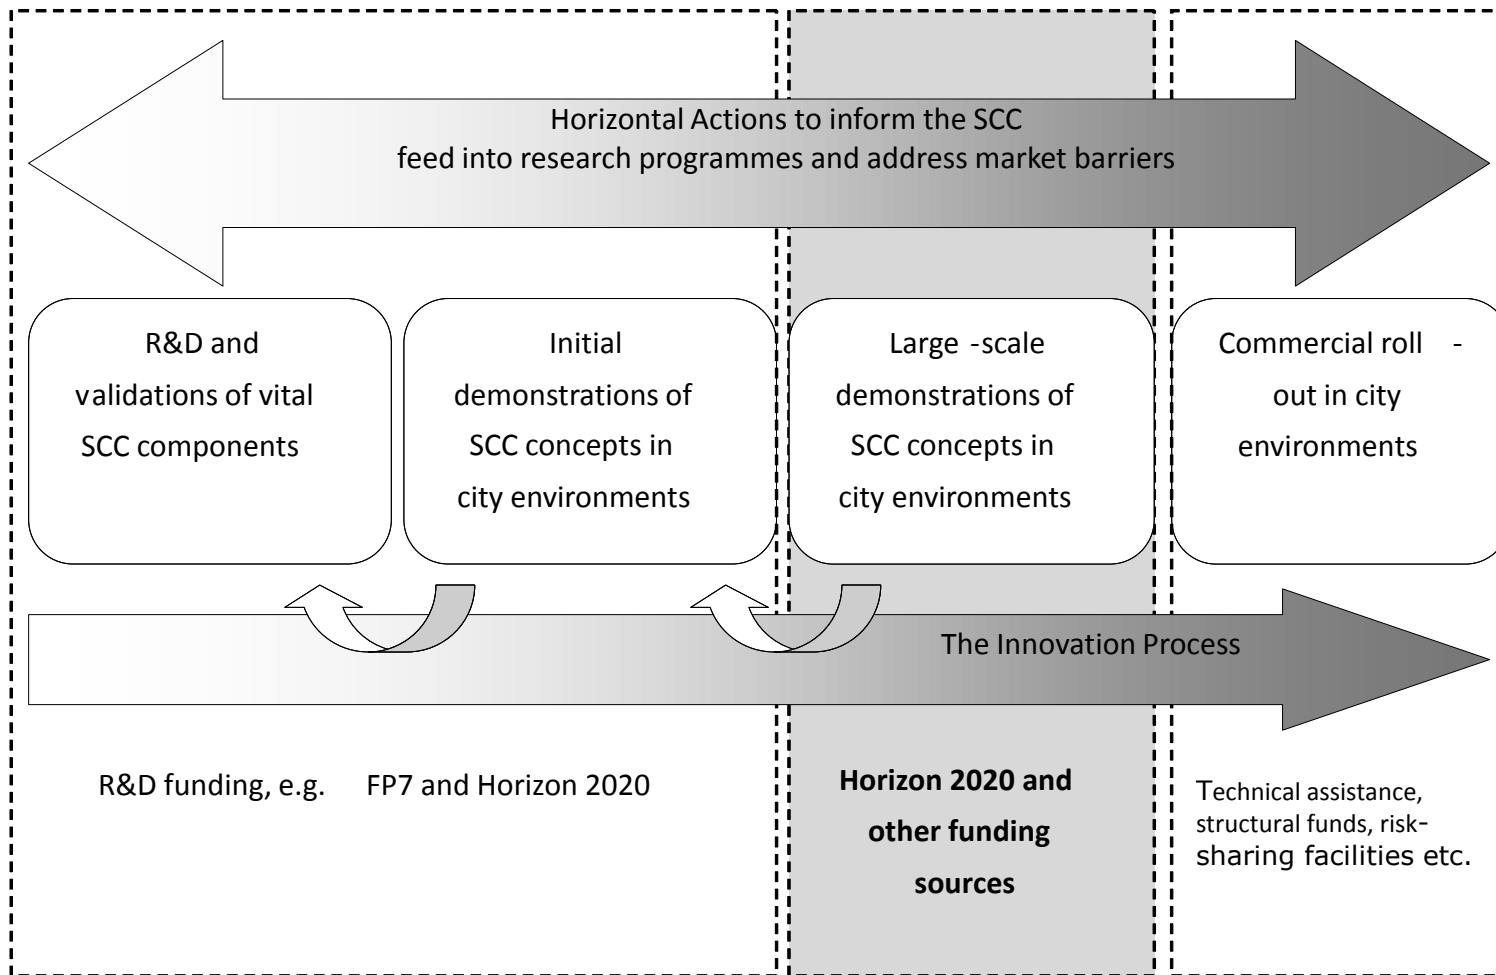 Horizontal Actions to inform the SCC
feed into research programmes and address market barriers
R&D and
validations of vital
SCC components
Initial
demonstrations of
SCC concepts in
city environments
Large -scale
demonstrations of
SCC concepts in
city environments
Commercial roll -
out in city
environments
The Innovation Process
R&D funding, e.g. FP7 and Horizon 2020
Horizon 2020 and
other funding
sources
Technical assistance,
structural funds, risk-
sharing facilities etc.